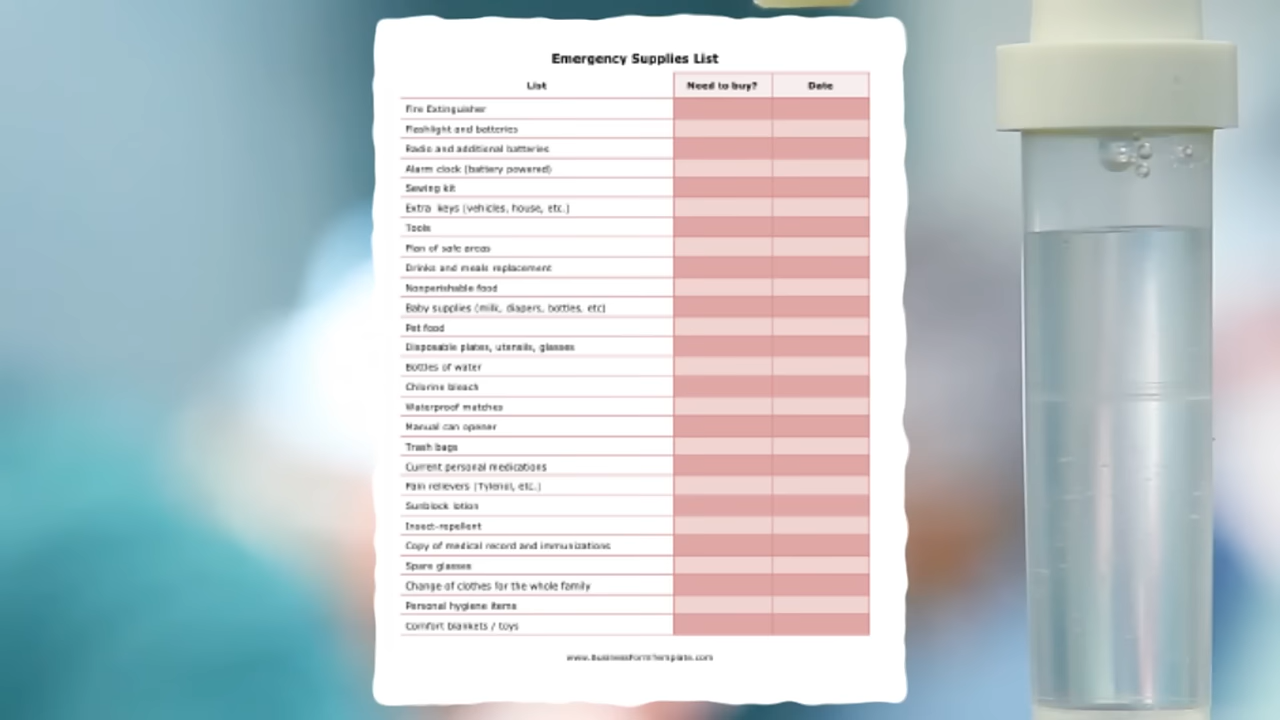 Emergency Supplies List
List Need to buy? Date
Fire Extinguisher
Flashlight and batteries
Radio and additional batteries
Alarm clock (battery powered)
Sewing kit
Extra keys (vehicles, house, etc.)
Tools
Plan of safe areas
Drinks and meals replacement
Nonperishable food
Baby supplies (milk, diapers, bottles, etc)
Pet food
Disposable plates, utensils, glasses
Bottles of water
Chlorine bleach
Waterproof matches
Manual can opener
Trash bags
Current personal medications
Pain relievers (Tylenol, etc.)
Sunblock lotion
Insect-repellent
Copy of medical record and immunizations
Spare glasses
Change of clothes for the whole family
Personal hygiene items
Comfort blankets / toys
www.BusinessFormTemplate.com